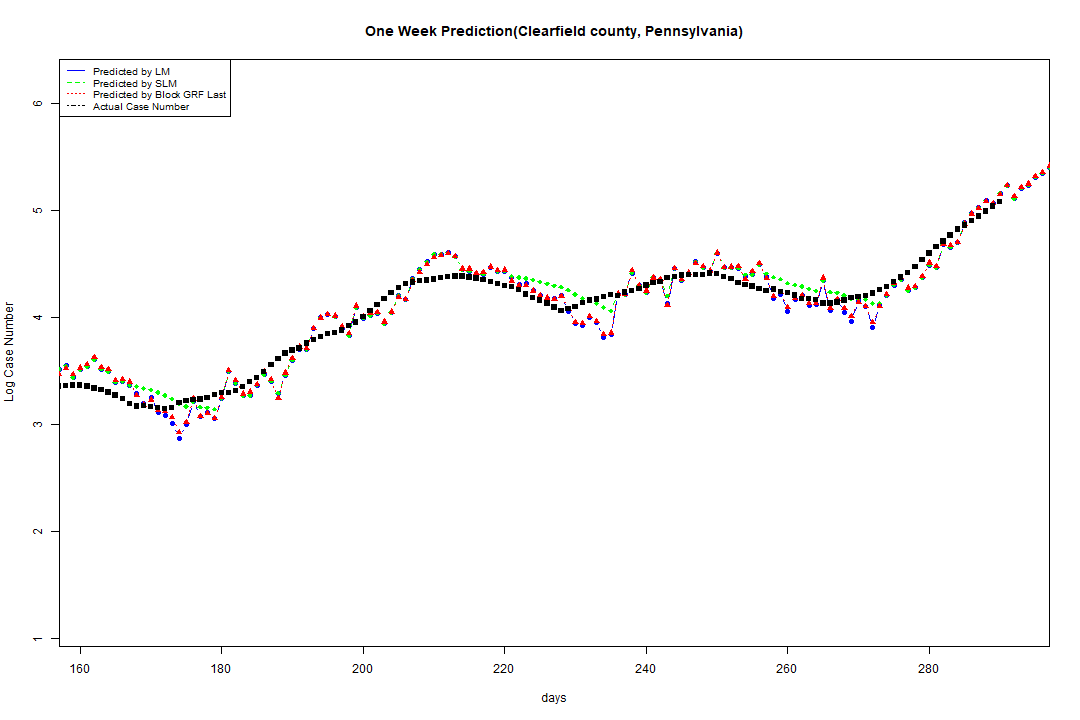 One Week Prediction(Clearfield county, Pennsylvania)
Predicted by LM
Predicted by SLM
Predicted by Block GRF Last
Actual Case Number
6
5
4
3
2
1
Log Case Number
160 180 200 220 240 260 280
days